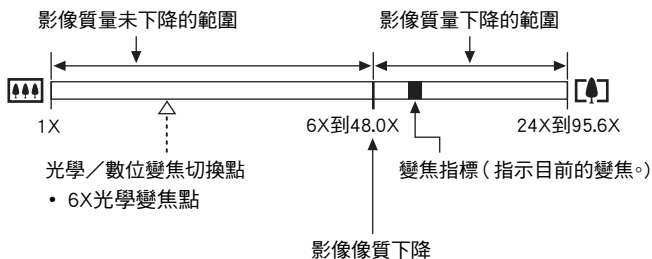 影像質量未下降的範圍
影像質量下降的範圍
1X
6X到48.0X
24X到95.6X
光學／數位變焦切換點
• 6X光學變焦點
變焦指標（指示目前的變焦。）
影像像質下降